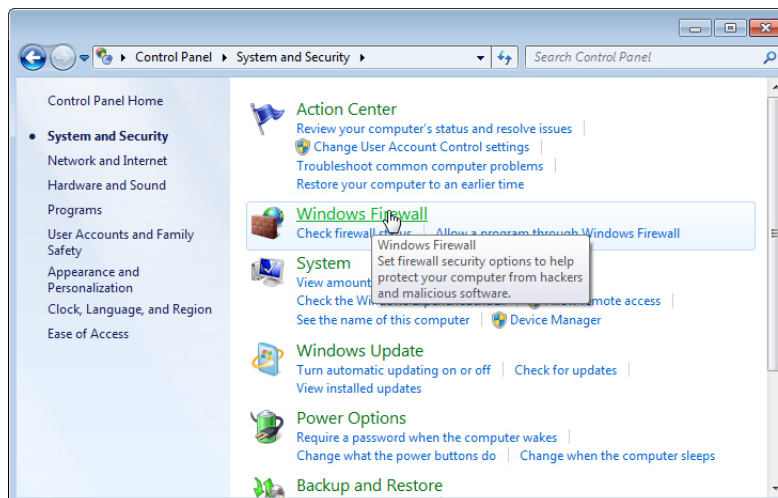 Control Panel System and Security
Search Control Panel
Control Panel Home
System and Security
Network and Internet
Hardware and Sound
Programs
User Accounts and Family
Safety
Appearance and
Personalization
Clock, Language, and Region
Ease of Access
Action Center
Review your computer's status and resolve issues
Change User Account Control settings
Troubleshoot common computer problems
Restore your computer to an earlier time
Windows Firewall
Check firewall status Allow a program through Windows Firewall
Windows Firewall
Set firewall security options to help
protect your computer from hackers
and malicious software.
System
View amount
Check the remote access
See the name of this computer Device Manager
Windows Update
Turn automatic updating on or off Check for updates
View installed updates
Power Options
Require a password when the computer wakes
Change what the power buttons do Change when the computer sleeps
Backup and Restore